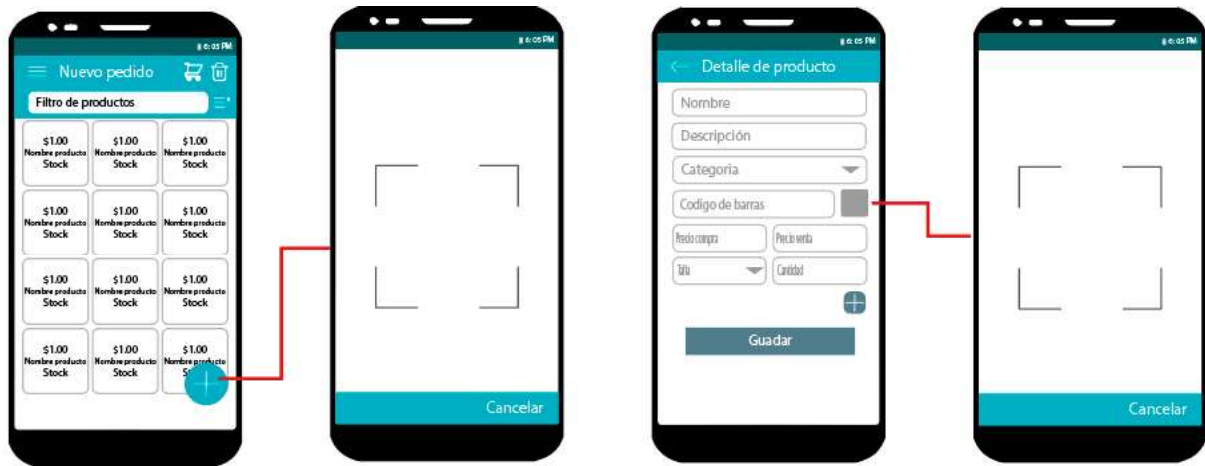 6:05 PM
Nuevo pedido
Filtro de productos
$1.00 $1.00 $1.00
Nombre producto Nombre producto Nombre producto
Stock Stock Stock
$1.00 $1.00 $1.00
Nombre producto Nombre producto Nombre producto
Stock Stock Stock
$1.00 $1.00 $1.00
Nombre producto Nombre producto Nombre producto
Stock Stock Stock
$1.00 $1.00 $1.00
Nombre producto Nombre producto Nombre producto
Stock Stock S
6:05 PM
Cancelar
6:05 PM
Detalle de producto
Nombre
Descripción
Categoria
Codigo de barras
Precio compra Precio venta
Talla Cantidad
Guadar
6:05 PM
Cancelar